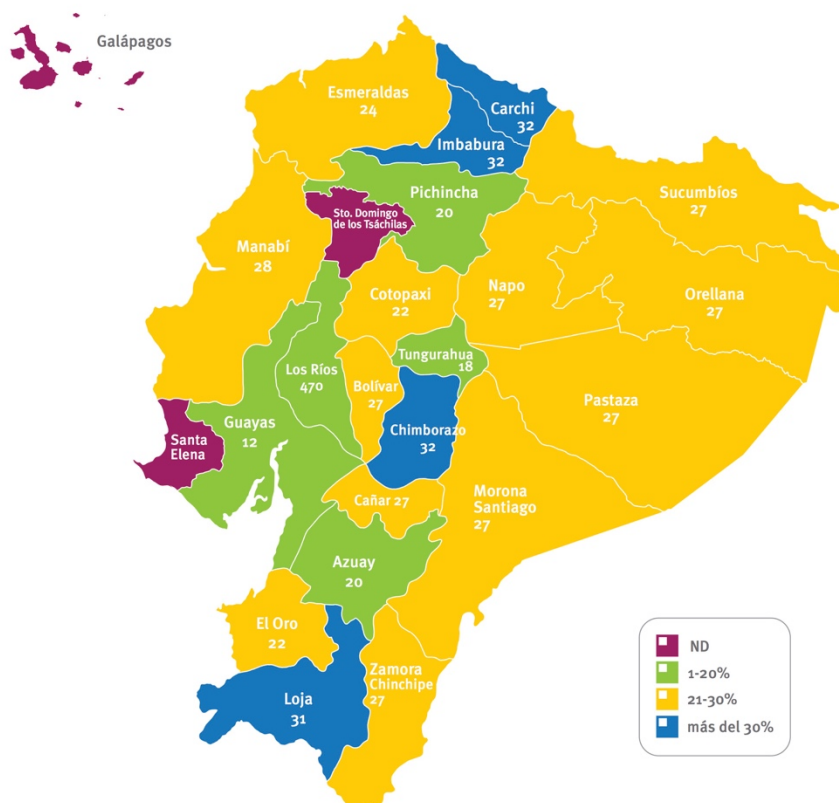 Galápagos
Esmeraldas
24
Carchi
32
Imbabura
32
Pichincha
20
Sto. Domingo
de los Tsáchilas
Sucumbíos
27
Manabí
28
Cotopaxi
22
Napo
27
Orellana
27
Tungurahua
18
Los Ríos
470
Bolívar
27
Pastaza
27
Guayas
12
Chimborazo
32
Santa
Elena
Cañar 27
Morona
Santiago
27
Azuay
20
El Oro
22
Zamora
Chinchipe
27
Loja
31
ND
1-20%
21-30%
más del 30%